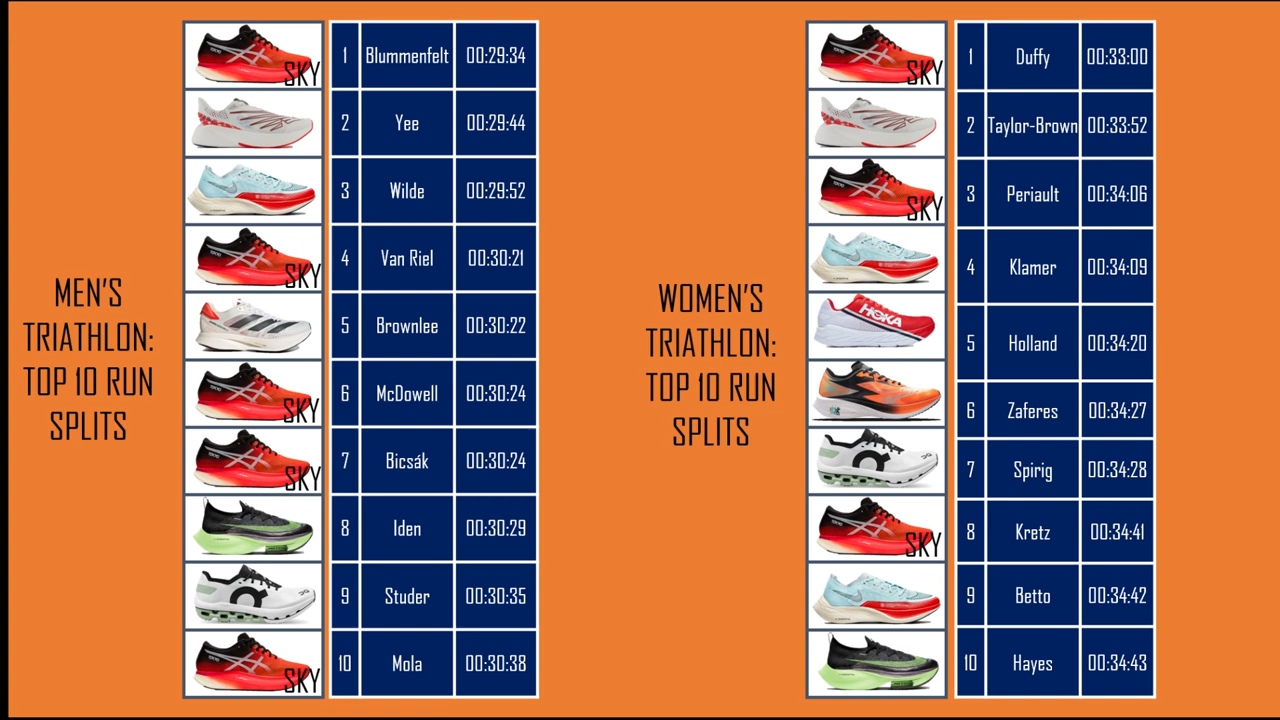 MEN'S
TRIATHLON:
TOP 10 RUN
SPLITS
SKY 1 Blummenfelt 00:29:34
2 Yee 00:29:44
3 Wilde 00:29:52
SKY 4 Van Riel 00:30:21
5 Brownlee 00:30:22
SKY 6 McDowell 00:30:24
SKY 7 Bicsák 00:30:24
8 Iden 00:30:29
9 Studer 00:30:35
SKY 10 Mola 00:30:38
WOMEN'S
TRIATHLON:
TOP 10 RUN
SPLITS
SKY 1 Duffy 00:33:00
2 Taylor-Brown 00:33:52
SKY 3 Periault 00:34:06
4 Klamer 00:34:09
HOKA 5 Holland 00:34:20
6 Zaferes 00:34:27
7 Spirig 00:34:28
SKY 8 Kretz 00:34:41
9 Betto 00:34:42
10 Hayes 00:34:43